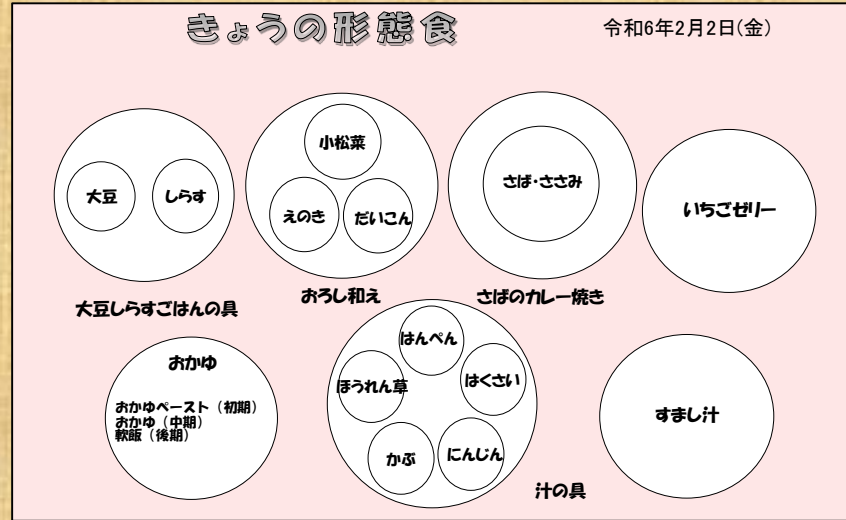 きょうの形態食
令和6年2月2日(金)
大豆
しらす
大豆しらすごはんの具
小松菜
えのき
だいこん
おろし和え
さば・ささみ
さばのカレー焼き
いちごゼリー
おかゆ
おかゆペースト（初期）
おかゆ（中期）
軟飯（後期）
はんぺん
ほうれん草
はくさい
かぶ
にんじん
汁の具
すまし汁